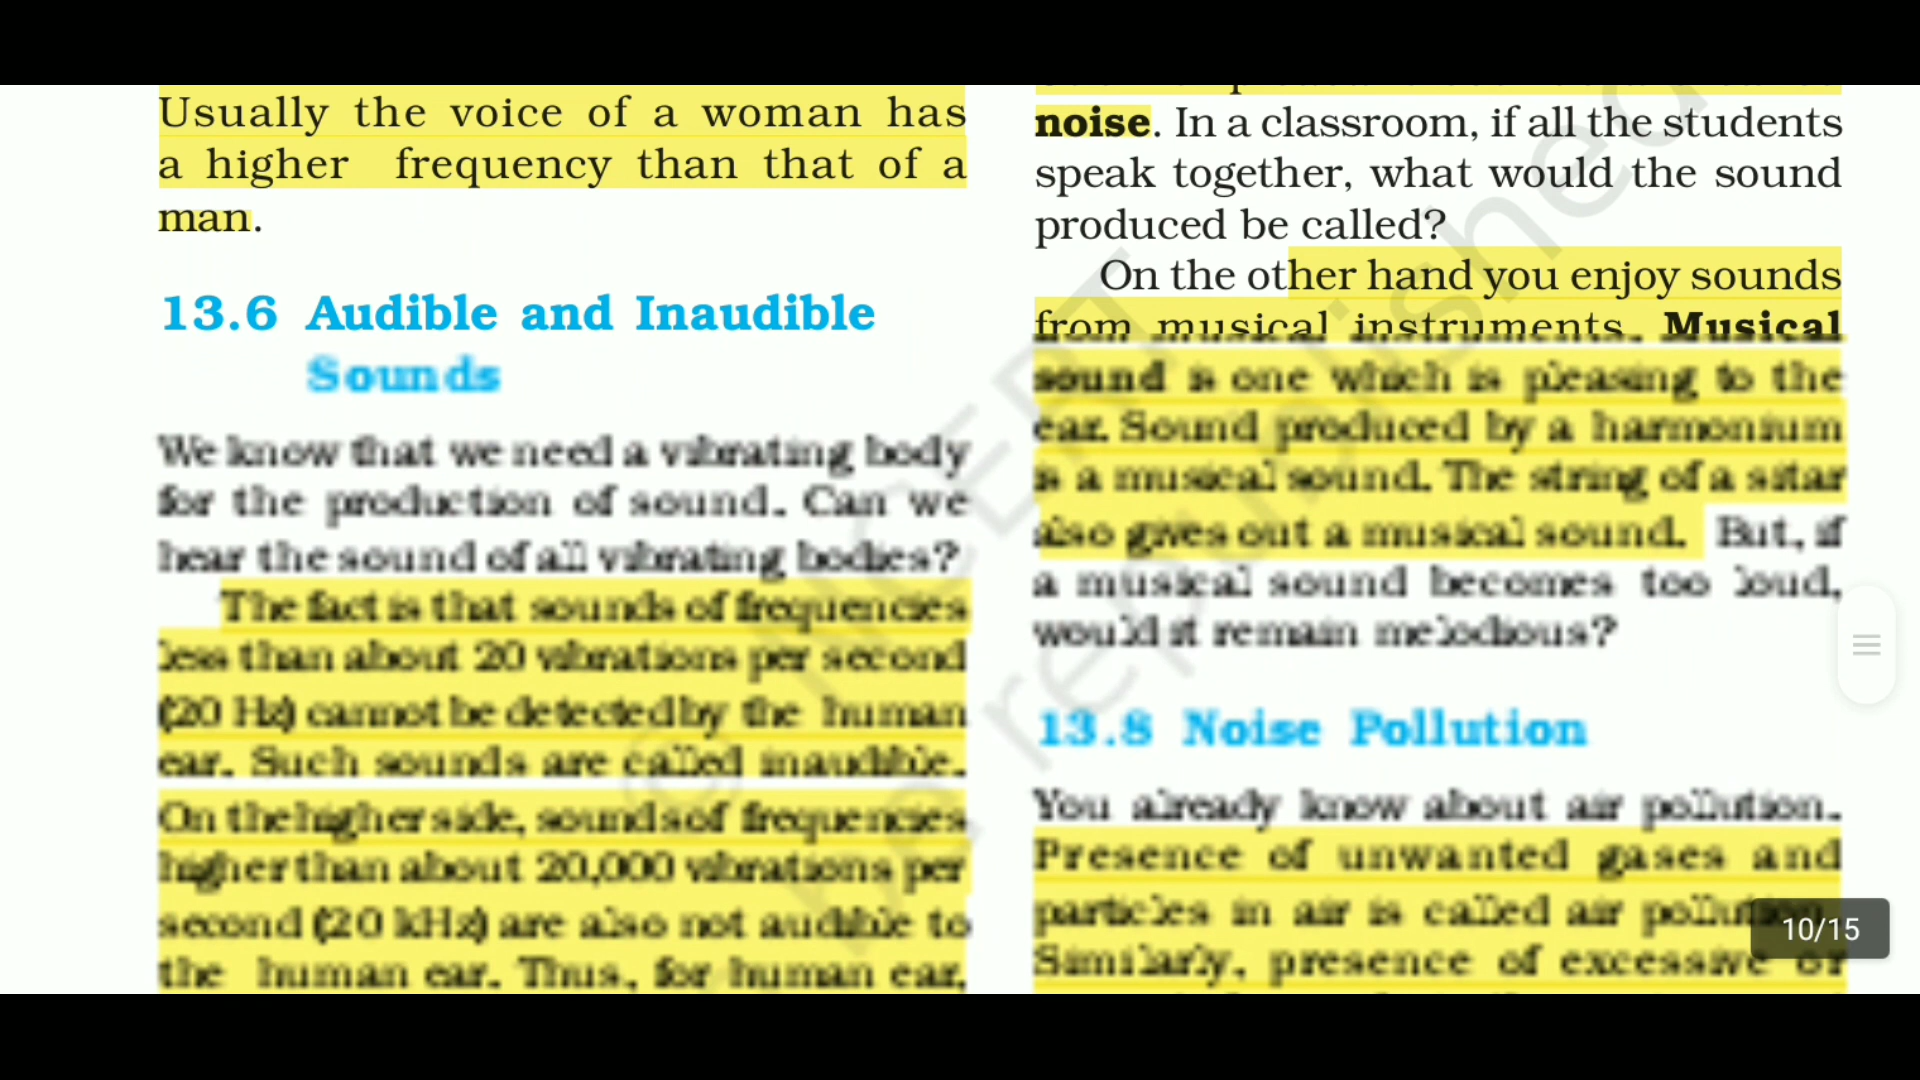 Usually the voice of a woman has
a higher frequency than that of a
man.
13.6 Audible and Inaudible
Sounds
We know that we need a vibrating body
for the production of sound. Can we
hear the sound of all vibrating bodies?
The fact is that sounds of frequencies
less than about 20 vibrations per second
(20 Hz) cannot be detected by the human
ear. Such sounds are called inaudible.
On the higher side, sounds of frequencies
higher than about 20,000 vibrations per
second (20 kHz) are also not audible to
the human ear. Thus, for human ear,
noise. In a classroom, if all the students
speak together, what would the sound
produced be called?
On the other hand you enjoy sounds
from musical instruments. Musical
sound is one which is pleasing to the
ear. Sound produced by a harmonium
is a musical sound. The string of a sitar
also gives out a musical sound. But, if
a musical sound becomes too loud,
would it remain melodious?
13.8 Noise Pollution
You already know about air pollution.
Presence of unwanted gases and
particles in air is called air pollution.
Similarly, presence of excessive or
10/15
© NCERT
republished